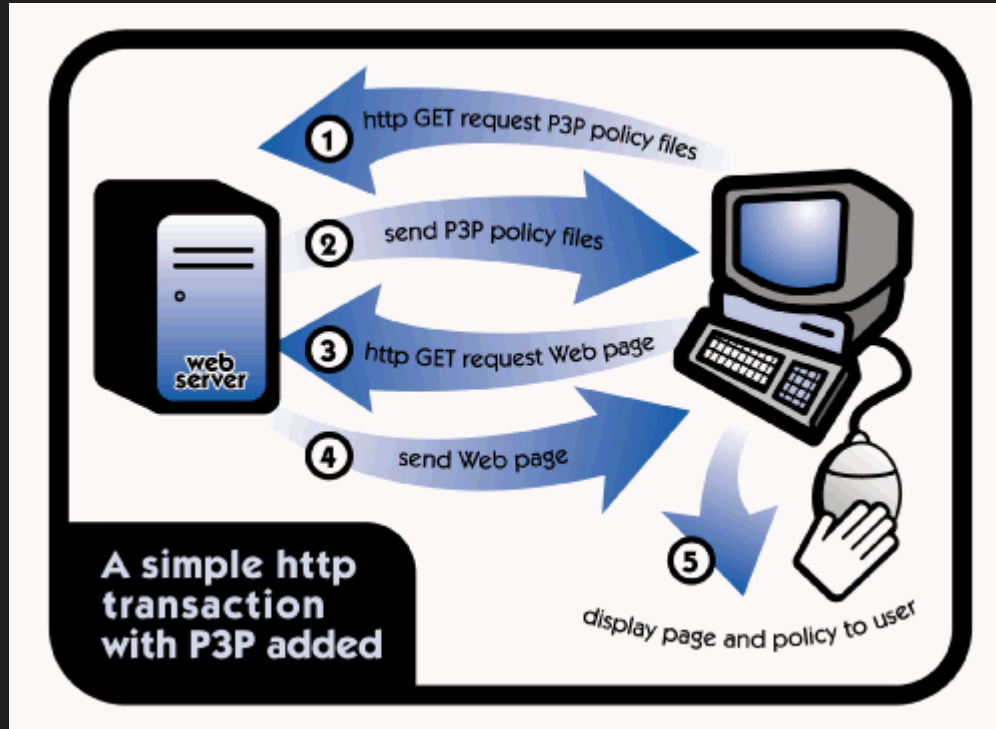 1 http GET request P3P policy files
2 send P3P policy files
3 http GET request Web page
4 send Web page
5
display page and policy to user
web
server
A simple http
transaction
with P3P added